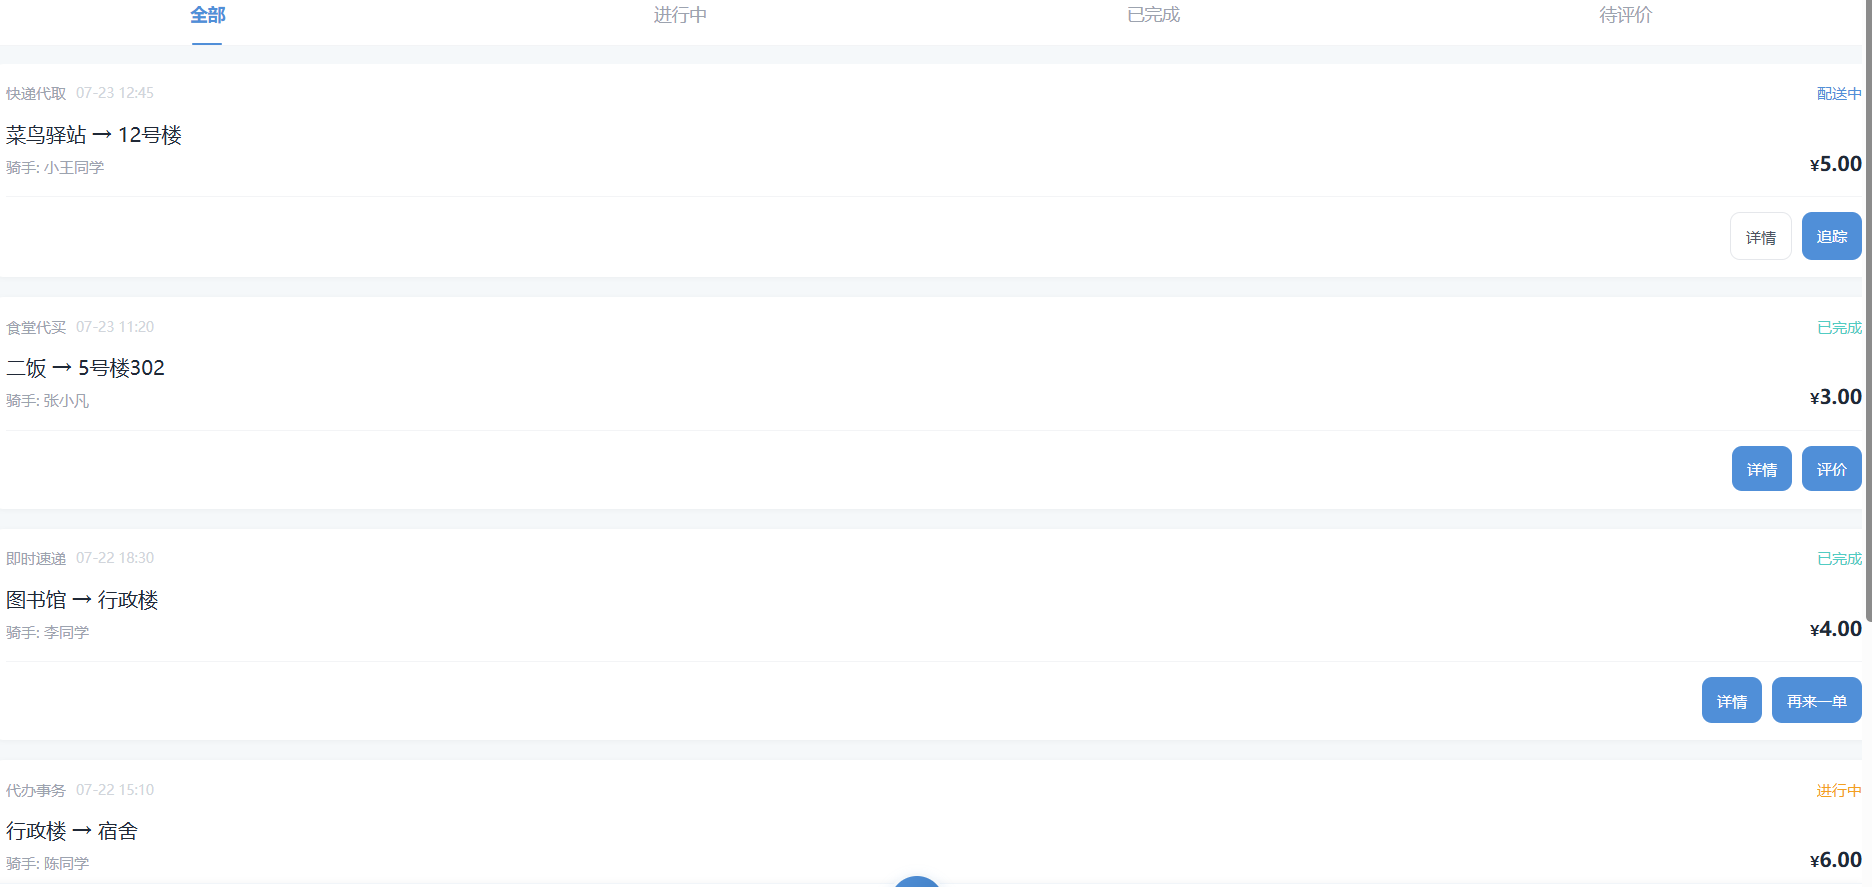 全部 进行中 已完成 待评价
快递代取 07-23 12:45 配送中
菜鸟驿站 → 12号楼
骑手: 小王同学 ¥5.00
详情 追踪
食堂代买 07-23 11:20 已完成
二饭 → 5号楼302
骑手: 张小凡 ¥3.00
详情 评价
即时速递 07-22 18:30 已完成
图书馆 → 行政楼
骑手: 李同学 ¥4.00
详情 再来一单
代办事务 07-22 15:10 进行中
行政楼 → 宿舍
骑手: 陈同学 ¥6.00